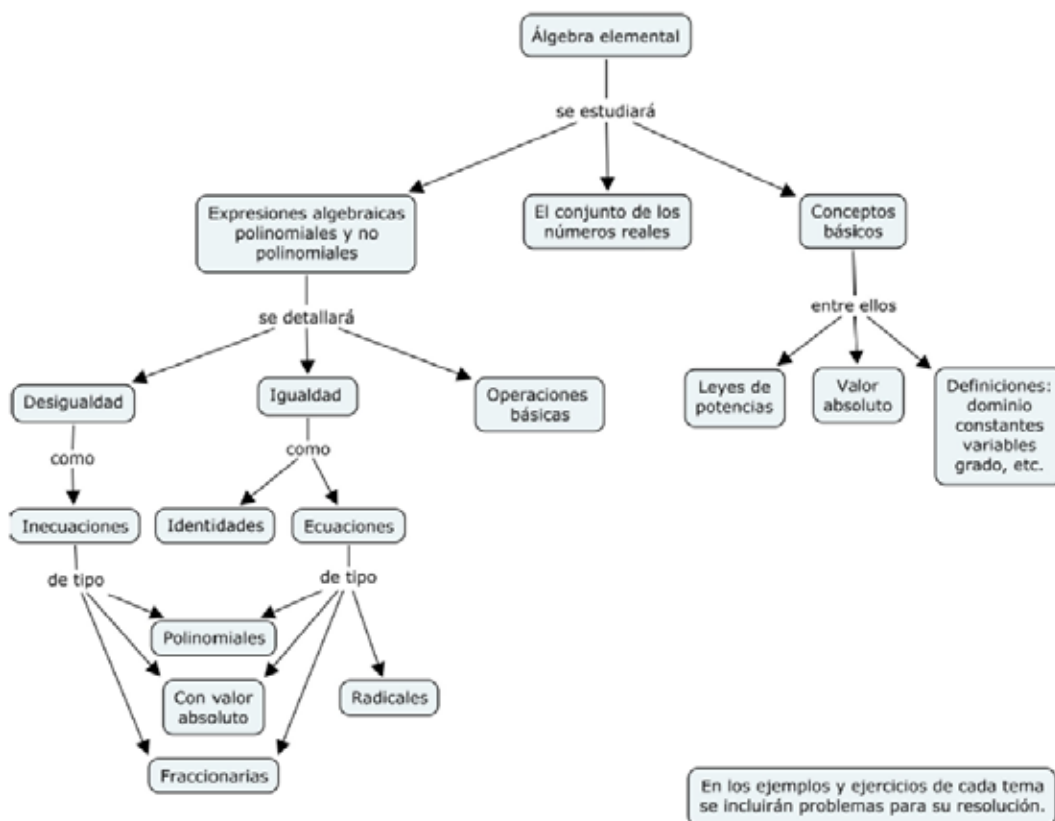 Álgebra elemental
se estudiará
Expresiones algebraicas
polinomiales y no
polinomiales
El conjunto de los
números reales
Conceptos
básicos
se detallará
entre ellos
Desigualdad
Igualdad
Operaciones
básicas
Leyes de
potencias
Valor
absoluto
Definiciones:
dominio
constantes
variables
grado, etc.
como
como
Inecuaciones
Identidades
Ecuaciones
de tipo
de tipo
Polinomiales
Con valor
absoluto
Radicales
Fraccionarias
En los ejemplos y ejercicios de cada tema
se incluirán problemas para su resolución.